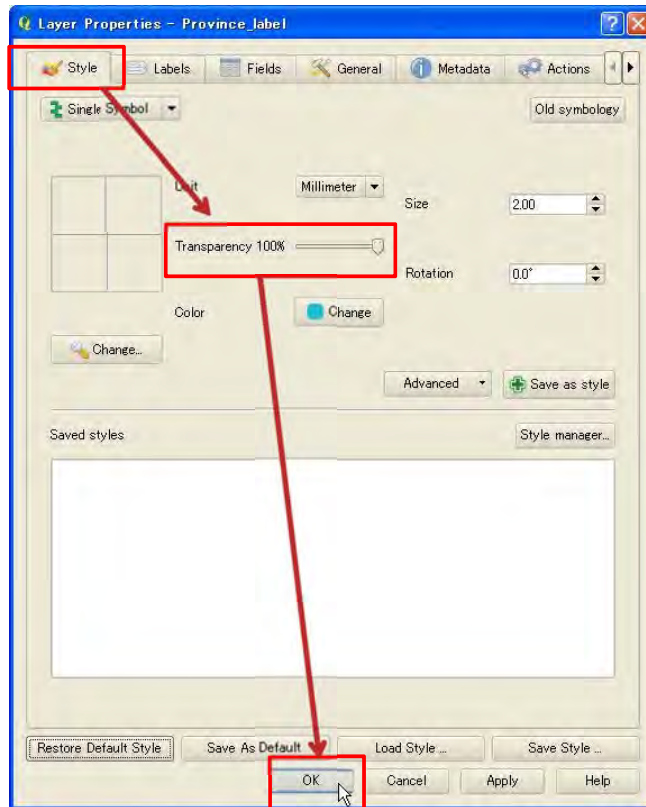 Layer Properties - Province_label
Style Labels Fields General Metadata Actions
Single Symbol Old symbology
Unit Millimeter
Size 2.00
Transparency 100%
Rotation 0.0°
Color Change
Change...
Advanced Save as style
Saved styles Style manager...
Restore Default Style Save As Default Load Style ... Save Style ...
OK Cancel Apply Help